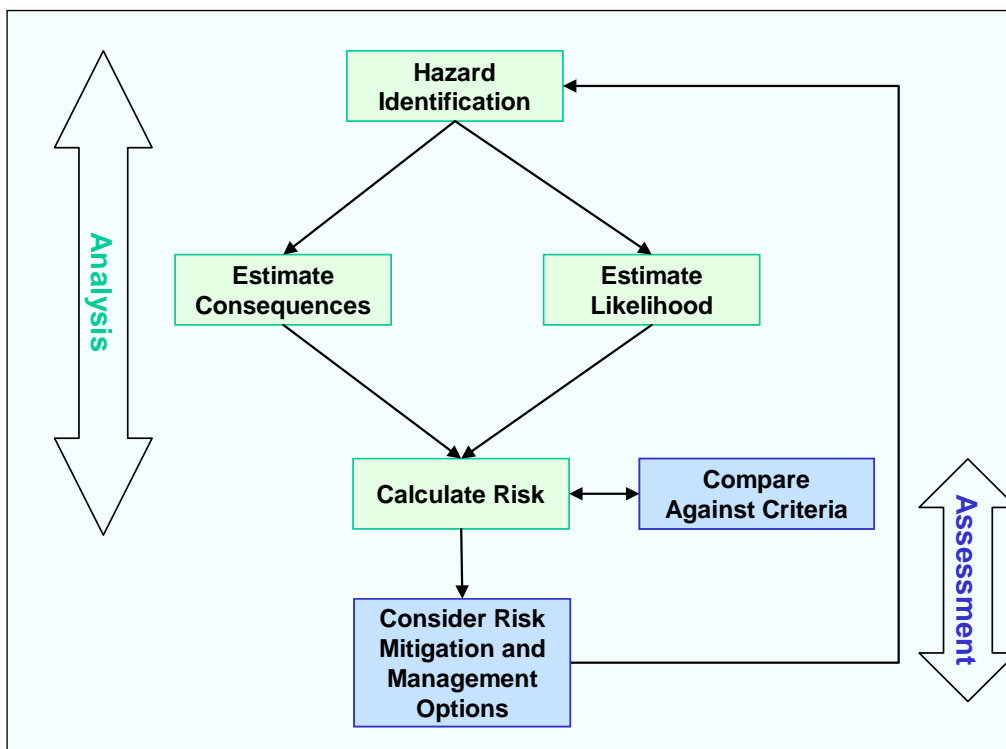 Hazard
Identification
Analysis
Estimate
Consequences
Estimate
Likelihood
Calculate Risk
Compare
Against Criteria
Assessment
Consider Risk
Mitigation and
Management
Options